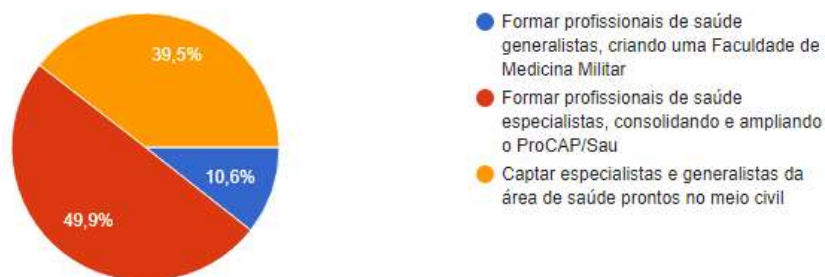 39,5%
10,6%
49,9%
Formar profissionais de saúde
generalistas, criando uma Faculdade de
Medicina Militar
Formar profissionais de saúde
especialistas, consolidando e ampliando
o ProCAP/Sau
Captar especialistas e generalistas da
área de saúde prontos no meio civil